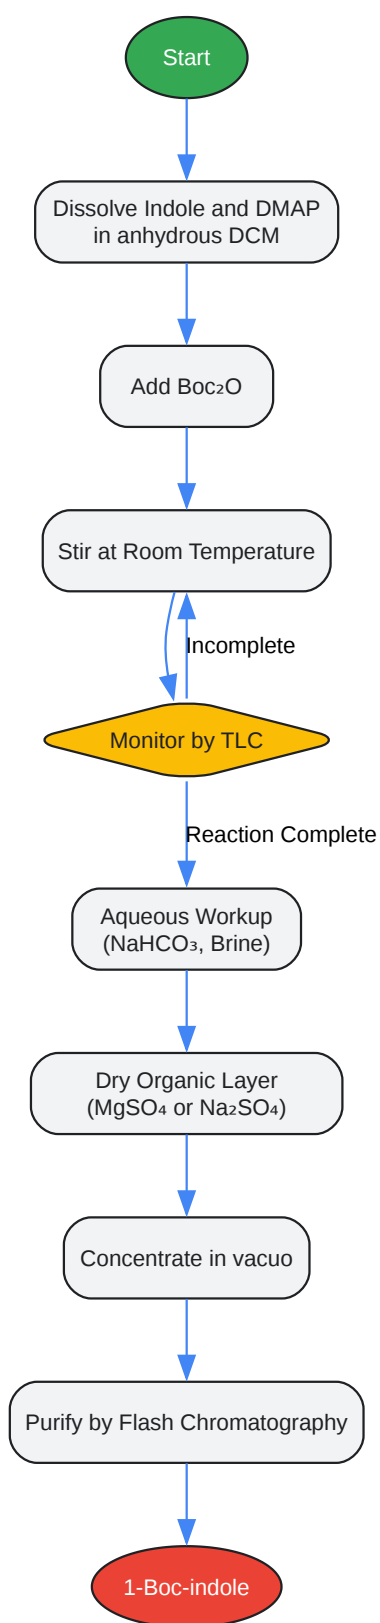 Start
Dissolve Indole and DMAP
in anhydrous DCM
Add Boc₂O
Stir at Room Temperature
Incomplete
Monitor by TLC
Reaction Complete
Aqueous Workup
(NaHCO₃, Brine)
Dry Organic Layer
(MgSO₄ or Na₂SO₄)
Concentrate in vacuo
Purify by Flash Chromatography
1-Boc-indole